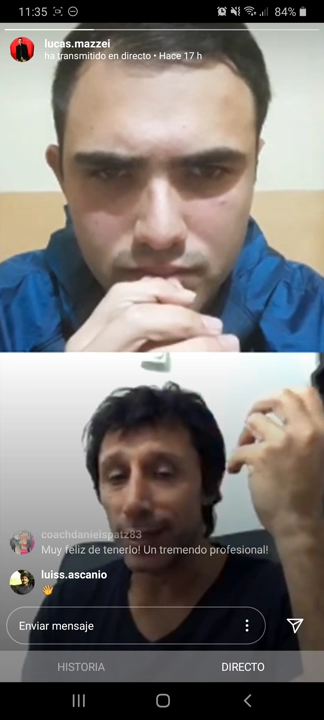 11:35
84%
lucas.mazzei
ha transmitido en directo • Hace 17 h
coachdanielspatz83
Muy feliz de tenerlo! Un tremendo profesional!
luiss.ascanio
👋
Enviar mensaje
HISTORIA
DIRECTO